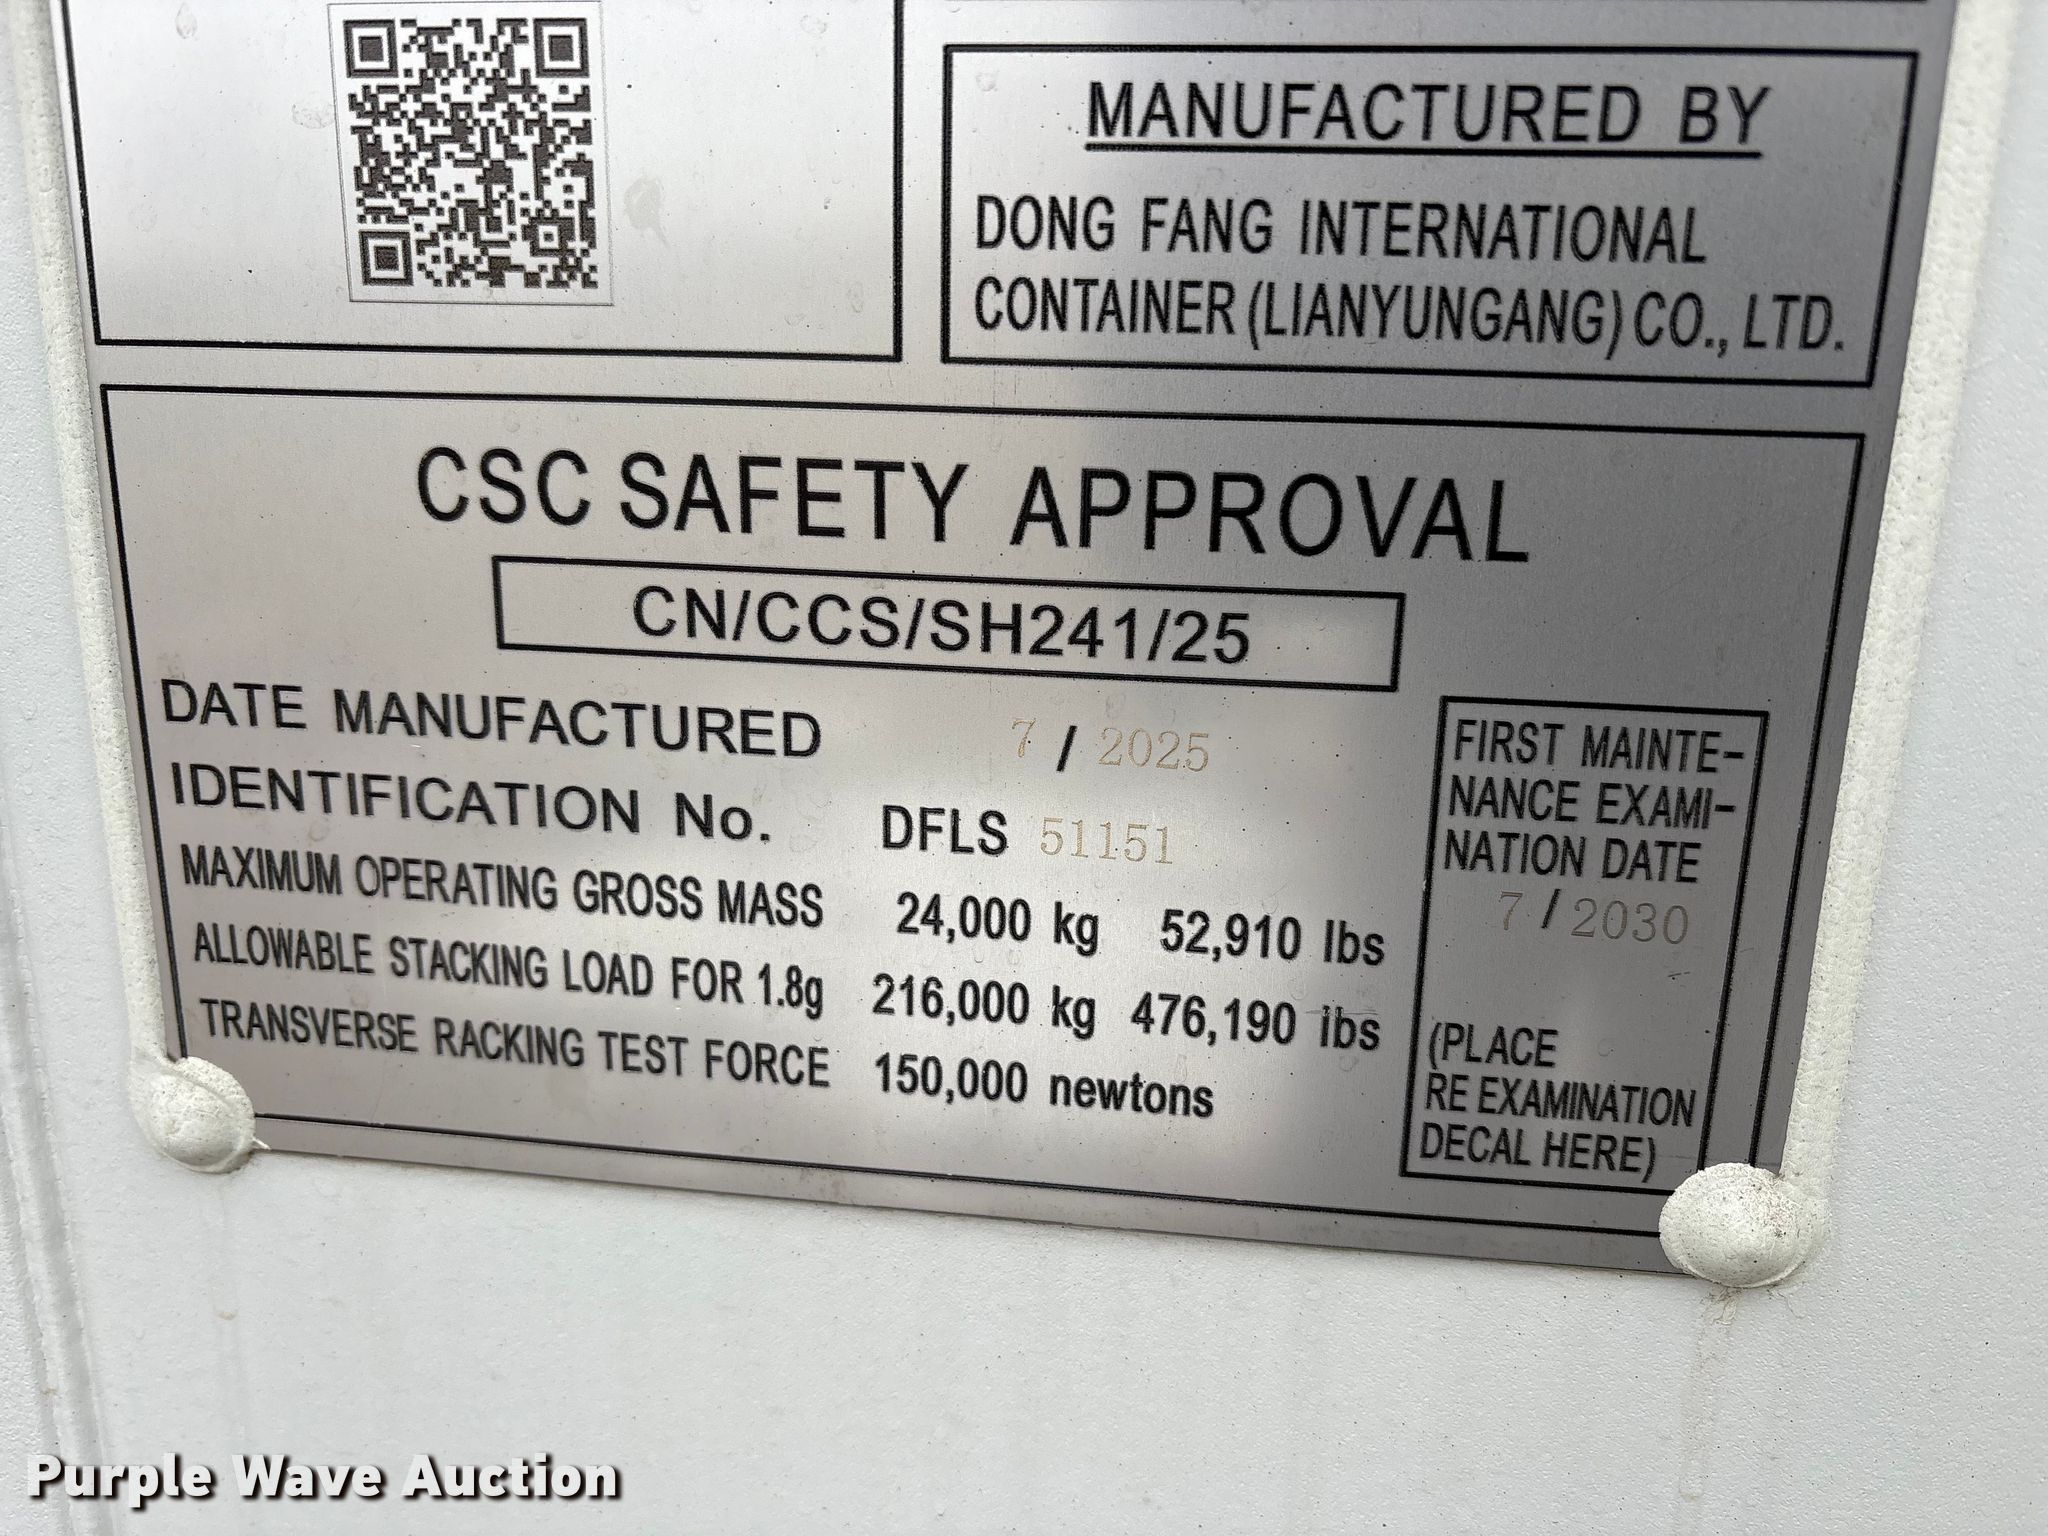 MANUFACTURED BY
DONG FANG INTERNATIONAL
CONTAINER (LIANYUNGANG) CO., LTD.
CSC SAFETY APPROVAL
CN/CCS/SH241/25
DATE MANUFACTURED 7 / 2025
IDENTIFICATION No. DFLS 51151
MAXIMUM OPERATING GROSS MASS 24,000 kg 52,910 lbs
ALLOWABLE STACKING LOAD FOR 1.8g 216,000 kg 476,190 lbs
TRANSVERSE RACKING TEST FORCE 150,000 newtons
FIRST MAINTE-
NANCE EXAMI-
NATION DATE
7 / 2030
(PLACE
RE EXAMINATION
DECAL HERE)
Purple Wave Auction